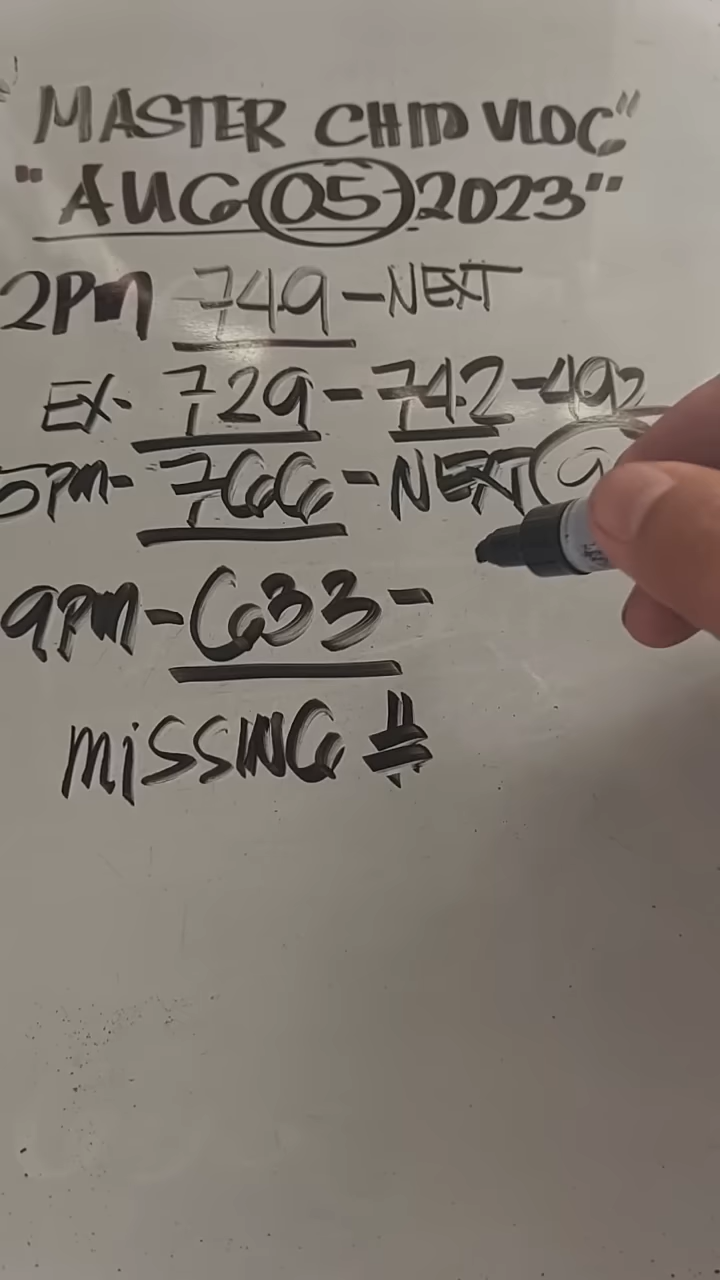 "MASTER CHID VLOG"
"AUG 05-2023"
2PM 749-NEXT
EX- 729-742-492
5PM- 766-NEXT 9
9PM-633-
MISSING #